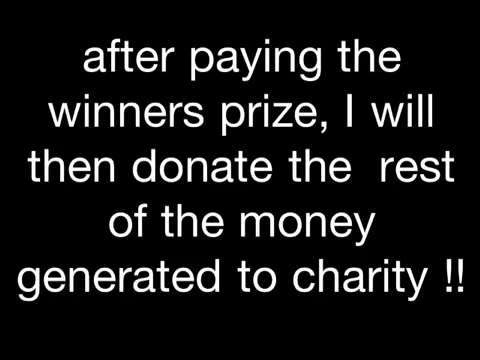 after paying the
winners prize, I will
then donate the  rest
of the money
generated to charity !!